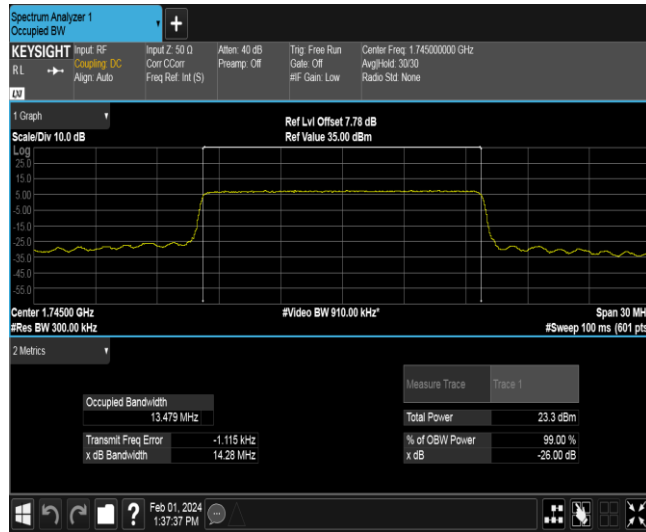 Spectrum Analyzer 1
Occupied BW
+
KEYSIGHT
RL
LXI
Input: RF
Coupling: DC
Align: Auto
Input Z: 50 Ω
Corr CCorr
Freq Ref: Int (S)
Atten: 40 dB
Preamp: Off
Trig: Free Run
Gate: Off
#IF Gain: Low
Center Freq: 1.745000000 GHz
Avg|Hold: 30/30
Radio Std: None
1 Graph
Scale/Div 10.0 dB
Ref Lvl Offset 7.78 dB
Ref Value 35.00 dBm
Log
25.0
15.0
5.00
-5.00
-15.0
-25.0
-35.0
-45.0
-55.0
Center 1.74500 GHz
#Res BW 300.00 kHz
#Video BW 910.00 kHz*
Span 30 MH
#Sweep 100 ms (601 pts
2 Metrics
Measure Trace Trace 1
Occupied Bandwidth
13.479 MHz
Total Power 23.3 dBm
Transmit Freq Error -1.115 kHz
% of OBW Power 99.00 %
x dB Bandwidth 14.28 MHz
x dB -26.00 dB
?
Feb 01, 2024
1:37:37 PM